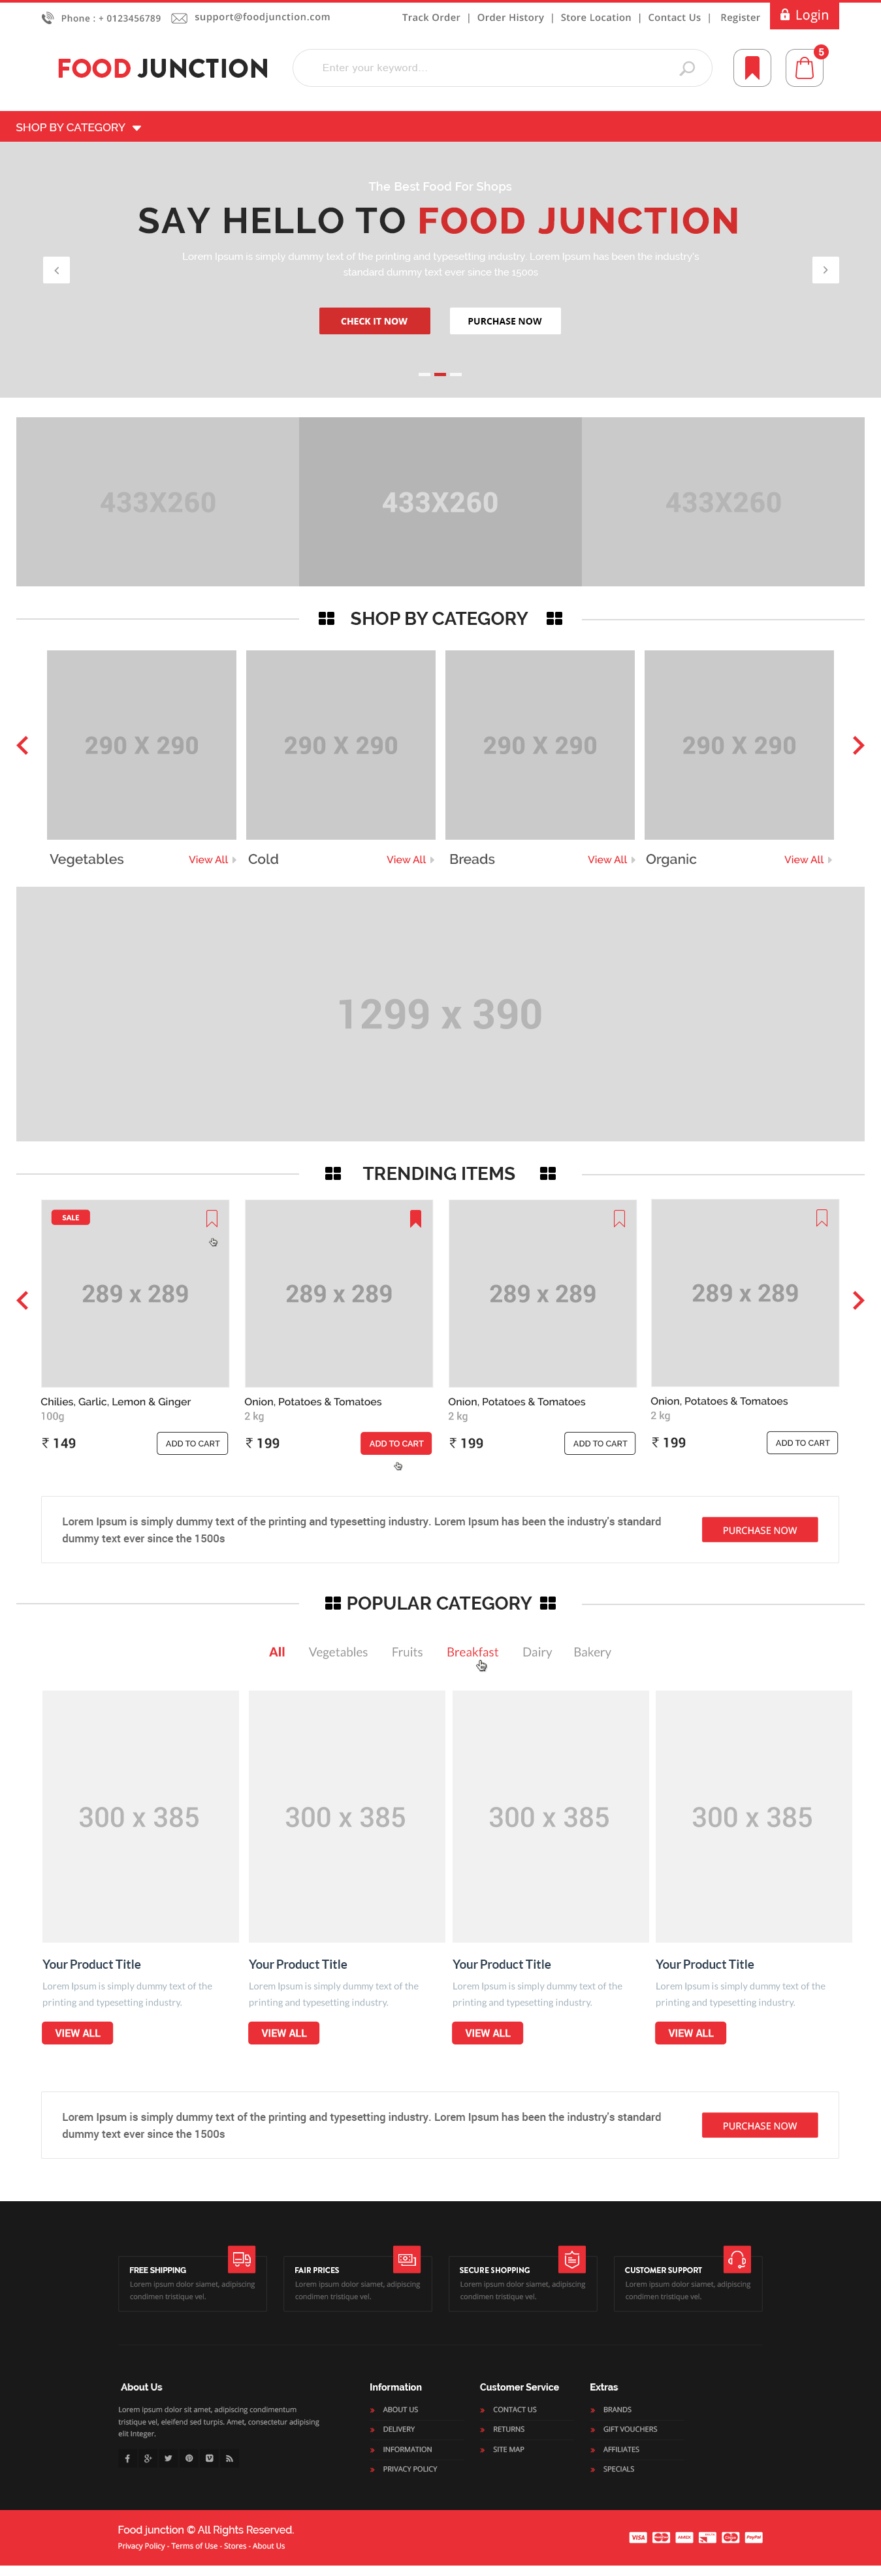 Phone : + 0123456789 support@foodjunction.com Track Order | Order History | Store Location | Contact Us | Register Login
FOOD JUNCTION Enter your keyword... 5
SHOP BY CATEGORY
The Best Food For Shops
SAY HELLO TO FOOD JUNCTION
Lorem Ipsum is simply dummy text of the printing and typesetting industry. Lorem Ipsum has been the industry's
standard dummy text ever since the 1500s
CHECK IT NOW PURCHASE NOW
433X260 433X260 433X260
SHOP BY CATEGORY
290 X 290 290 X 290 290 X 290 290 X 290
Vegetables View All Cold View All Breads View All Organic View All
1299 x 390
TRENDING ITEMS
SALE
289 x 289 289 x 289 289 x 289 289 x 289
Chilies, Garlic, Lemon & Ginger Onion, Potatoes & Tomatoes Onion, Potatoes & Tomatoes Onion, Potatoes & Tomatoes
100g 2 kg 2 kg 2 kg
₹ 149 ADD TO CART ₹ 199 ADD TO CART ₹ 199 ADD TO CART ₹ 199 ADD TO CART
Lorem Ipsum is simply dummy text of the printing and typesetting industry. Lorem Ipsum has been the industry's standard
dummy text ever since the 1500s
PURCHASE NOW
POPULAR CATEGORY
All Vegetables Fruits Breakfast Dairy Bakery
300 x 385 300 x 385 300 x 385 300 x 385
Your Product Title Your Product Title Your Product Title Your Product Title
Lorem Ipsum is simply dummy text of the Lorem Ipsum is simply dummy text of the Lorem Ipsum is simply dummy text of the Lorem Ipsum is simply dummy text of the
printing and typesetting industry. printing and typesetting industry. printing and typesetting industry. printing and typesetting industry.
VIEW ALL VIEW ALL VIEW ALL VIEW ALL
Lorem Ipsum is simply dummy text of the printing and typesetting industry. Lorem Ipsum has been the industry's standard
dummy text ever since the 1500s
PURCHASE NOW
FREE SHIPPING FAIR PRICES SECURE SHOPPING CUSTOMER SUPPORT
Lorem ipsum dolor siamet, adipiscing Lorem ipsum dolor siamet, adipiscing Lorem ipsum dolor siamet, adipiscing Lorem ipsum dolor siamet, adipiscing
condimen tristique vel. condimen tristique vel. condimen tristique vel. condimen tristique vel.
About Us Information Customer Service Extras
Lorem ipsum dolor sit amet, adipiscing condimentum
tristique vel, eleifend sed turpis. Amet, consectetur adipising
elit Integer.
ABOUT US CONTACT US BRANDS
DELIVERY RETURNS GIFT VOUCHERS
INFORMATION SITE MAP AFFILIATES
PRIVACY POLICY SPECIALS
Food junction © All Rights Reserved.
Privacy Policy - Terms of Use - Stores - About Us
VISA PayPal